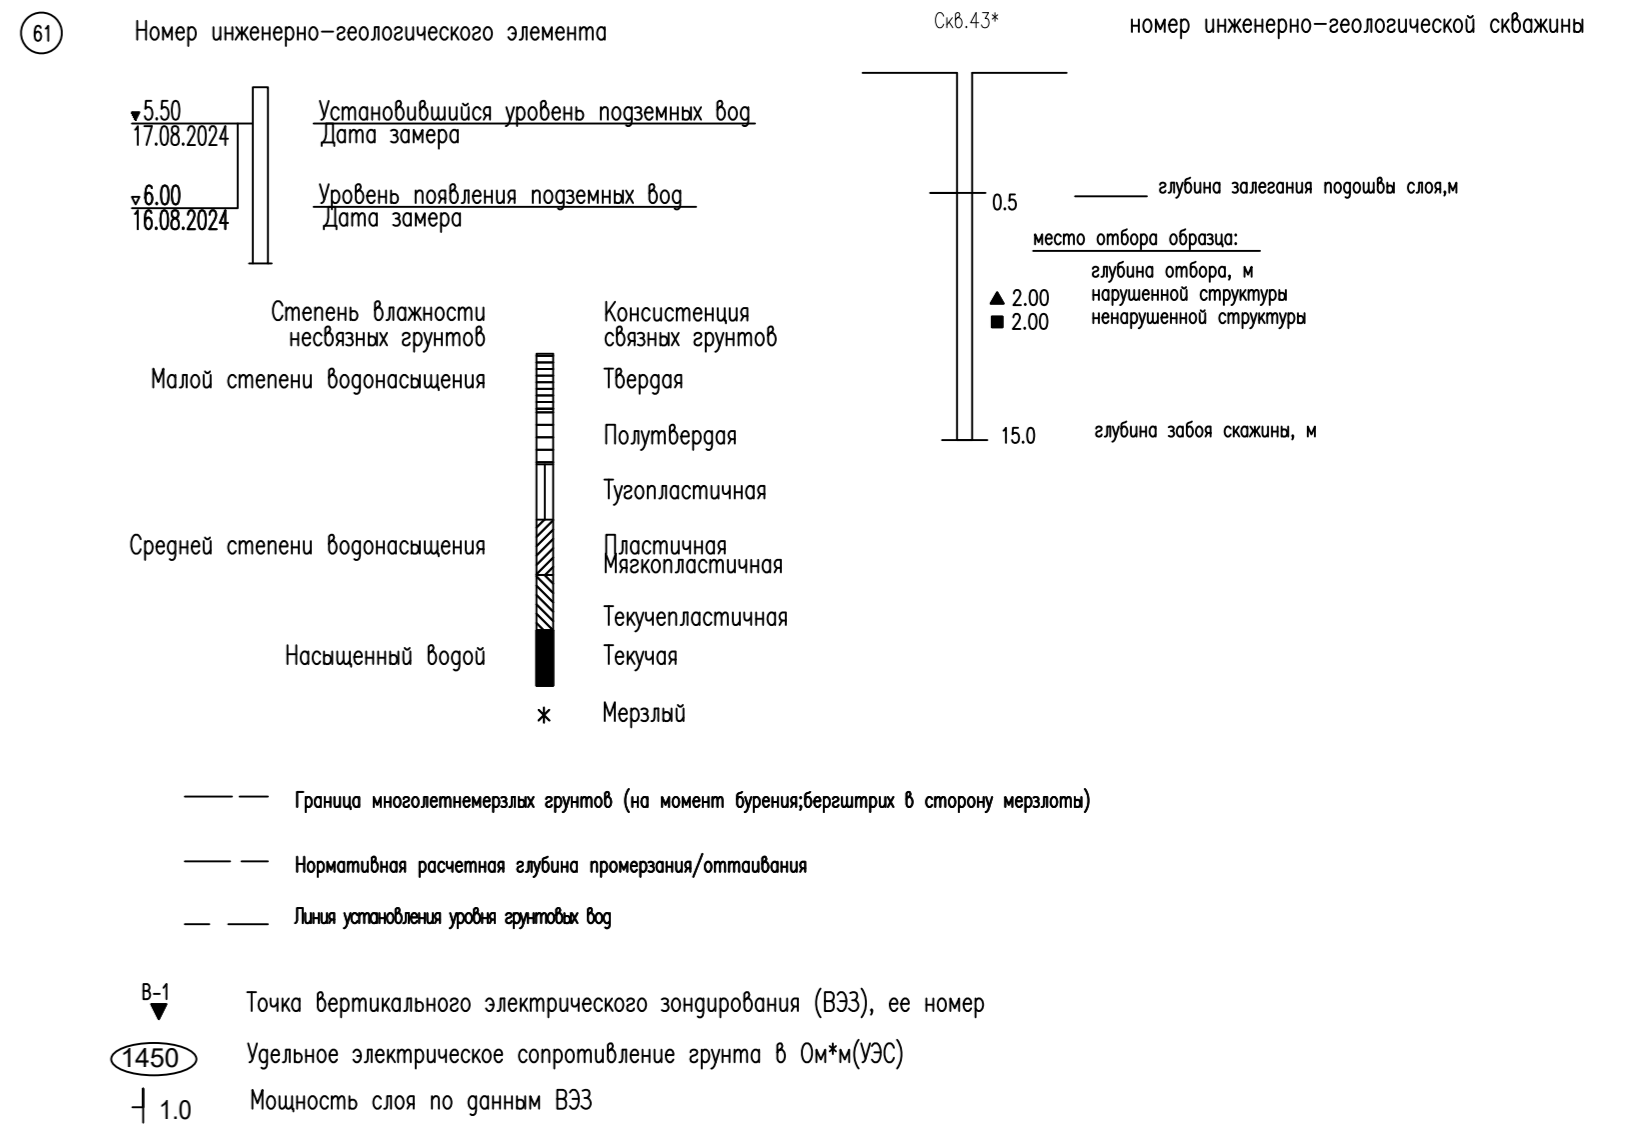 61 Номер инженерно-геологического элемента
Скв.43* номер инженерно-геологической скважины
5.50 Установившийся уровень подземных вод
17.08.2024 Дата замера
6.00 Уровень появления подземных вод
16.08.2024 Дата замера
0.5 глубина залегания подошвы слоя,м
место отбора образца:
глубина отбора, м
2.00 нарушенной структуры
2.00 ненарушенной структуры
15.0 глубина забоя скажины, м
Степень влажности
несвязных грунтов
Консистенция
связных грунтов
Малой степени водонасыщения Твердая
Полутвердая
Тугопластичная
Средней степени водонасыщения Пластичная
Мягкопластичная
Текучепластичная
Насыщенный водой Текучая
Мерзлый
Граница многолетнемерзлых грунтов (на момент бурения;бергштрих в сторону мерзлоты)
Нормативная расчетная глубина промерзания/оттаивания
Линия установления уровня грунтовых вод
В-1
Точка вертикального электрического зондирования (ВЭЗ), ее номер
1450 Удельное электрическое сопротивление грунта в Ом*м(УЭС)
1.0 Мощность слоя по данным ВЭЗ